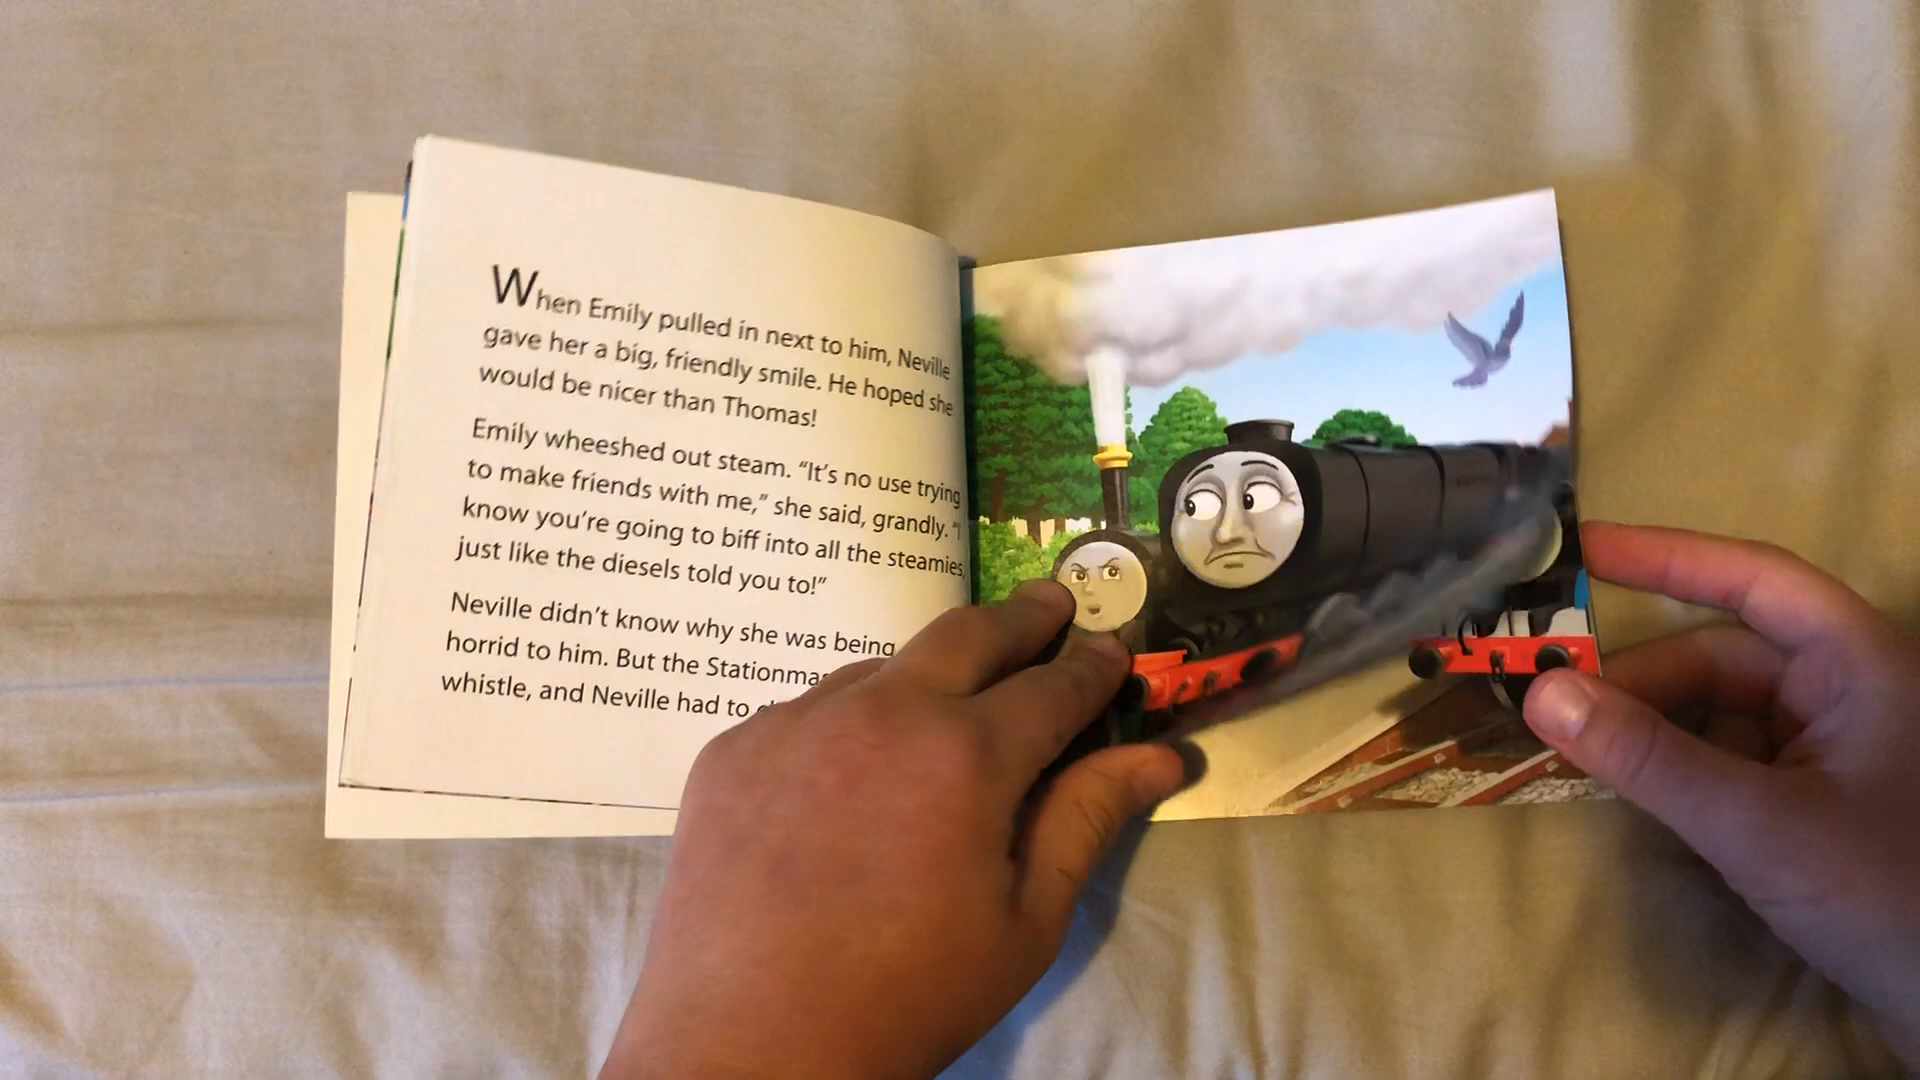 When Emily pulled in next to him, Neville
gave her a big, friendly smile. He hoped she
would be nicer than Thomas!
Emily wheeshed out steam. “It’s no use trying
to make friends with me,” she said, grandly. “I
know you’re going to biff into all the steamies,
just like the diesels told you to!”
Neville didn’t know why she was being
horrid to him. But the
whistle, and Neville had to